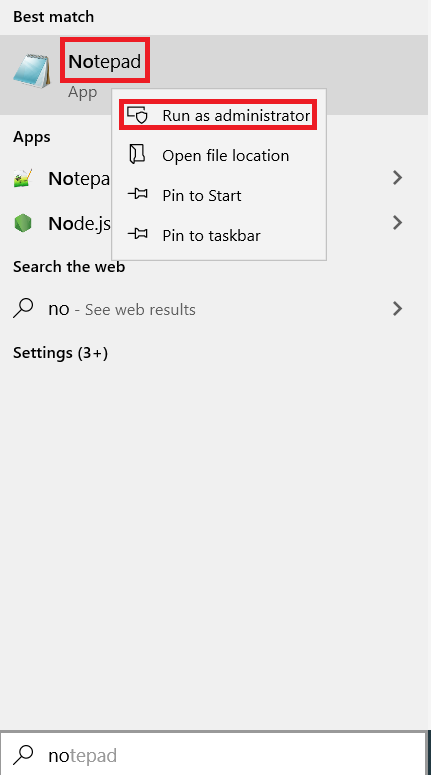 Best match
Notepad
App
Run as administrator
Apps
Open file location
Notepa
Pin to Start
Node.js
Pin to taskbar
Search the web
no - See web results
Settings (3+)
notepad